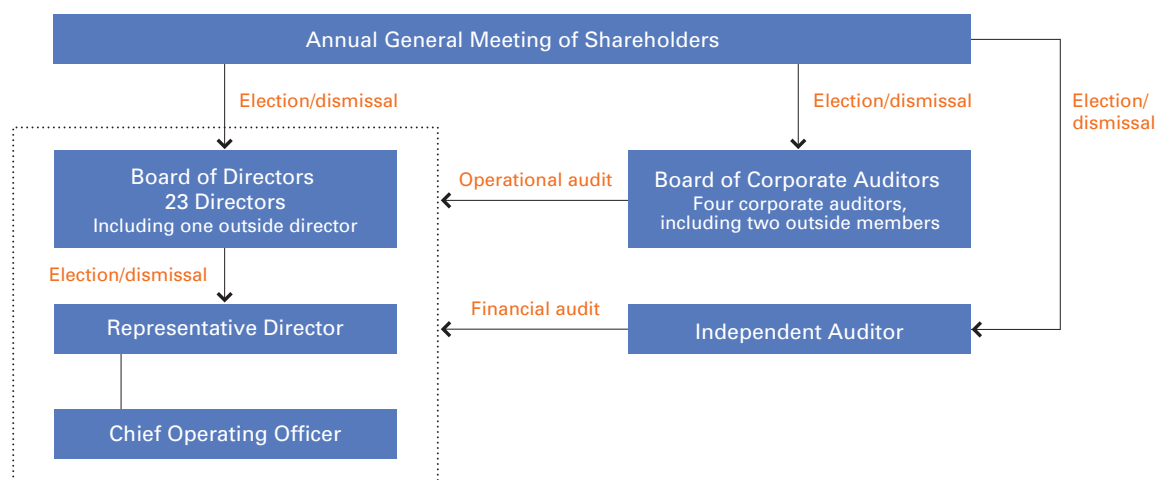 Annual General Meeting of Shareholders
Election/dismissal
Election/dismissal
Election/
dismissal
Board of Directors
23 Directors
Including one outside director
Operational audit
Board of Corporate Auditors
Four corporate auditors,
including two outside members
Election/dismissal
Representative Director
Financial audit
Independent Auditor
Chief Operating Officer